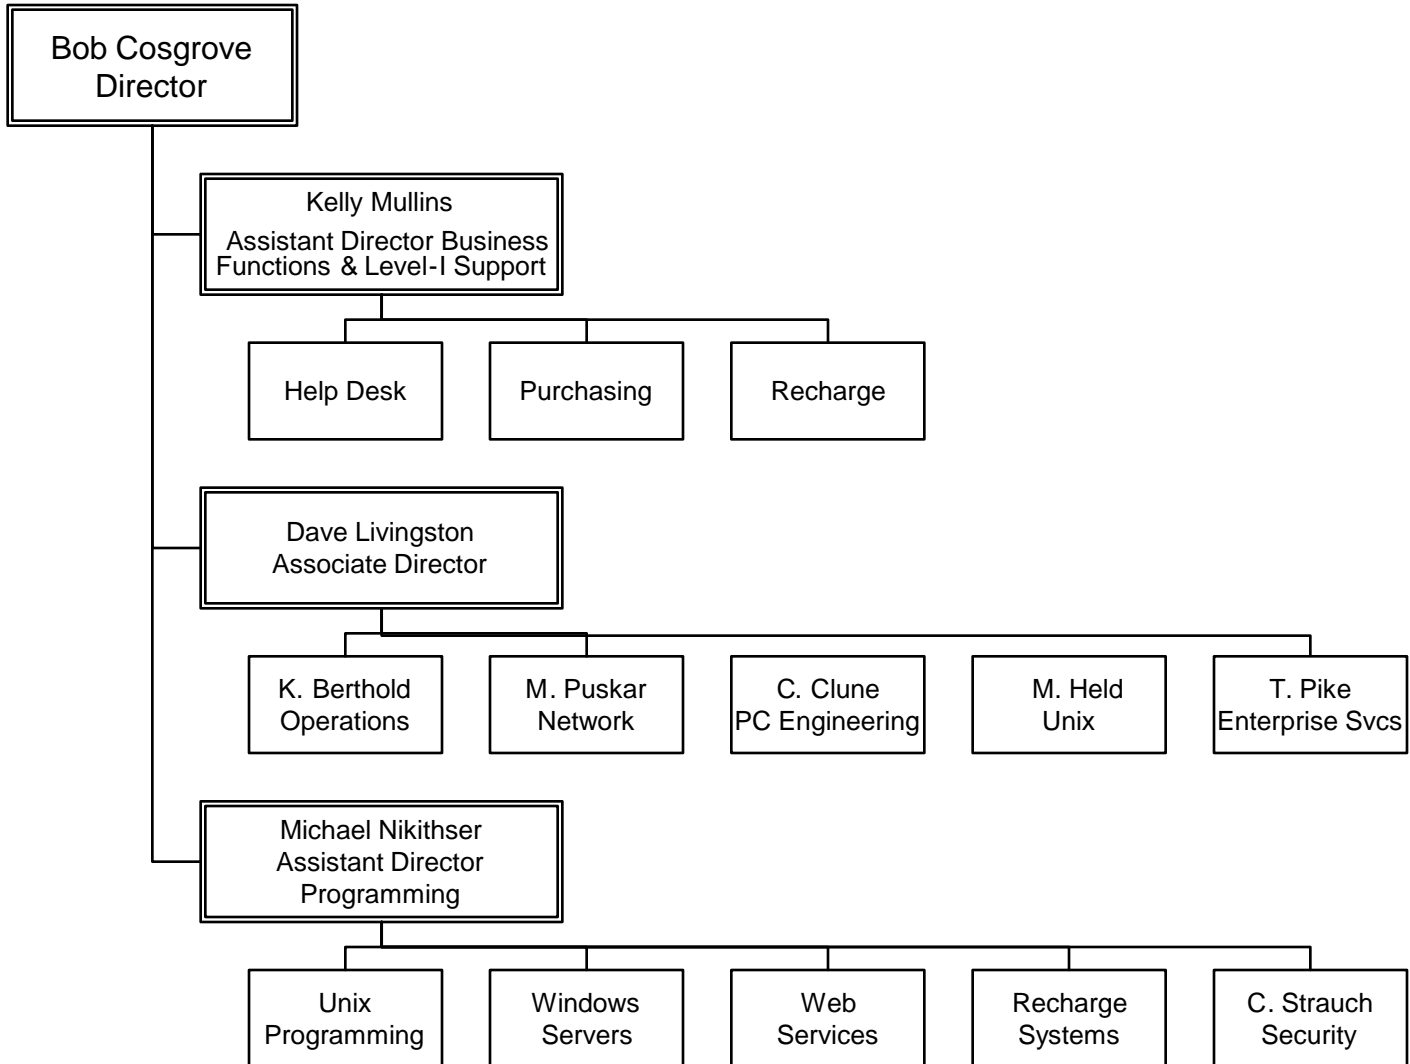 Bob Cosgrove
Director
Kelly Mullins
Assistant Director Business
Functions & Level-I Support
Help Desk
Purchasing
Recharge
Dave Livingston
Associate Director
K. Berthold
Operations
M. Puskar
Network
C. Clune
PC Engineering
M. Held
Unix
T. Pike
Enterprise Svcs
Michael Nikithser
Assistant Director
Programming
Unix
Programming
Windows
Servers
Web
Services
Recharge
Systems
C. Strauch
Security